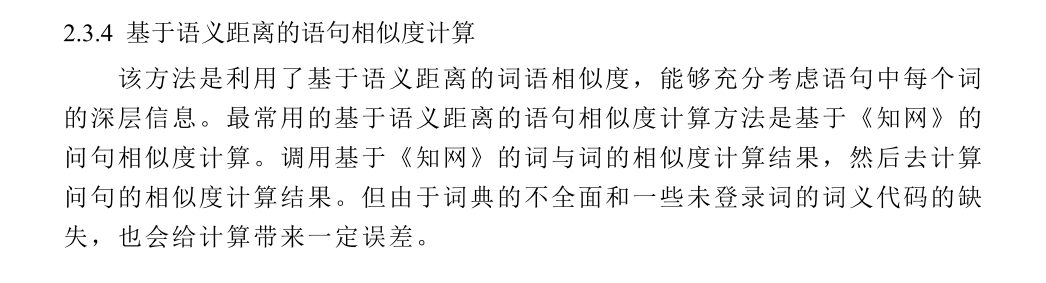 2.3.4 基于语义距离的语句相似度计算
该方法是利用了基于语义距离的词语相似度，能够充分考虑语句中每个词
的深层信息。最常用的基于语义距离的语句相似度计算方法是基于《知网》的
问句相似度计算。调用基于《知网》的词与词的相似度计算结果，然后去计算
问句的相似度计算结果。但由于词典的不全面和一些未登录词的词义代码的缺
失，也会给计算带来一定误差。